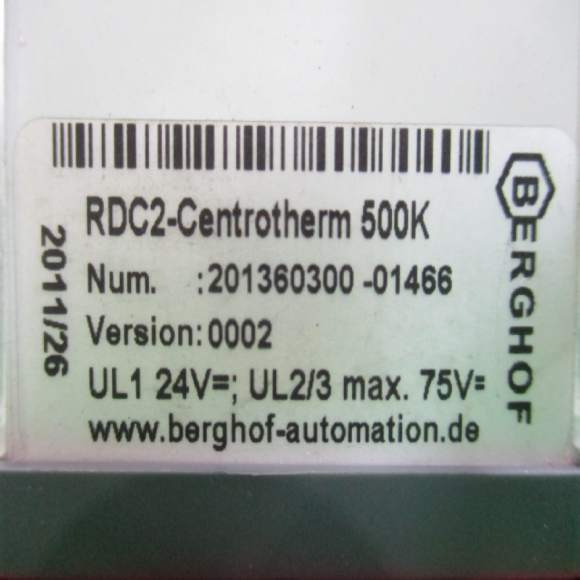 RDC2-Centrotherm 500K
Num. :201360300 -01466
Version:0002
UL1 24V=; UL2/3 max. 75V=
www.berghof-automation.de
2011/26
BERGHOF